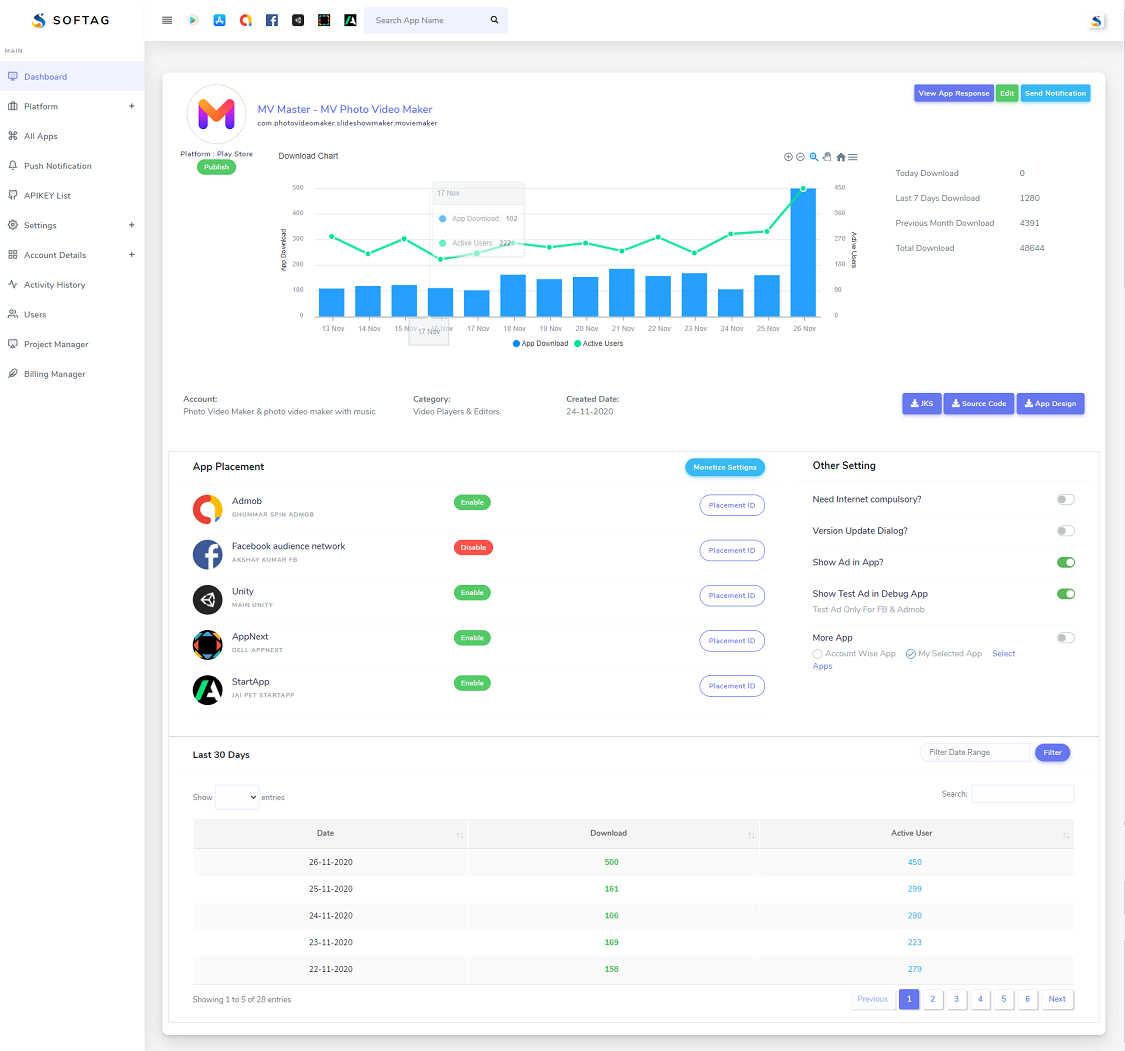 SOFTAG
Search App Name
MAIN
Dashboard
Platform +
All Apps
Push Notification
APIKEY List
Settings +
Account Details +
Activity History
Users
Project Manager
Billing Manager
MV Master - MV Photo Video Maker
com.photovideomaker.slideshowmaker.moviemaker
View App Response
Edit
Send Notification
Platform : Play Store
Publish
Download Chart
500
400
300
200
100
0
App Download
450
360
270
180
90
0
Active Users
17 Nov
App Download: 102
Active Users: 222
13 Nov 14 Nov 15 Nov 16 Nov 17 Nov 18 Nov 19 Nov 20 Nov 21 Nov 22 Nov 23 Nov 24 Nov 25 Nov 26 Nov
17 Nov
App Download Active Users
Today Download 0
Last 7 Days Download 1280
Previous Month Download 4391
Total Download 48644
Account:
Photo Video Maker & photo video maker with music
Category:
Video Players & Editors
Created Date:
24-11-2020
JKS
Source Code
App Design
App Placement
Monetize Settigns
Admob
GHUMMAR SPIN ADMOB
Enable
Placement ID
Facebook audience network
AKSHAY KUMAR FB
Disable
Placement ID
Unity
MAIN UNITY
Enable
Placement ID
AppNext
DELL APPNEXT
Enable
Placement ID
StartApp
JAI PET STARTAPP
Enable
Placement ID
Other Setting
Need Internet compulsory?
Version Update Dialog?
Show Ad in App?
Show Test Ad in Debug App
Test Ad Only For FB & Admob
More App
Account Wise App My Selected App Select
Apps
Last 30 Days
Filter Date Range
Filter
Show entries
Search:
Date Download Active User
26-11-2020 500 450
25-11-2020 161 299
24-11-2020 106 290
23-11-2020 169 223
22-11-2020 158 279
Showing 1 to 5 of 28 entries
Previous 1 2 3 4 5 6 Next